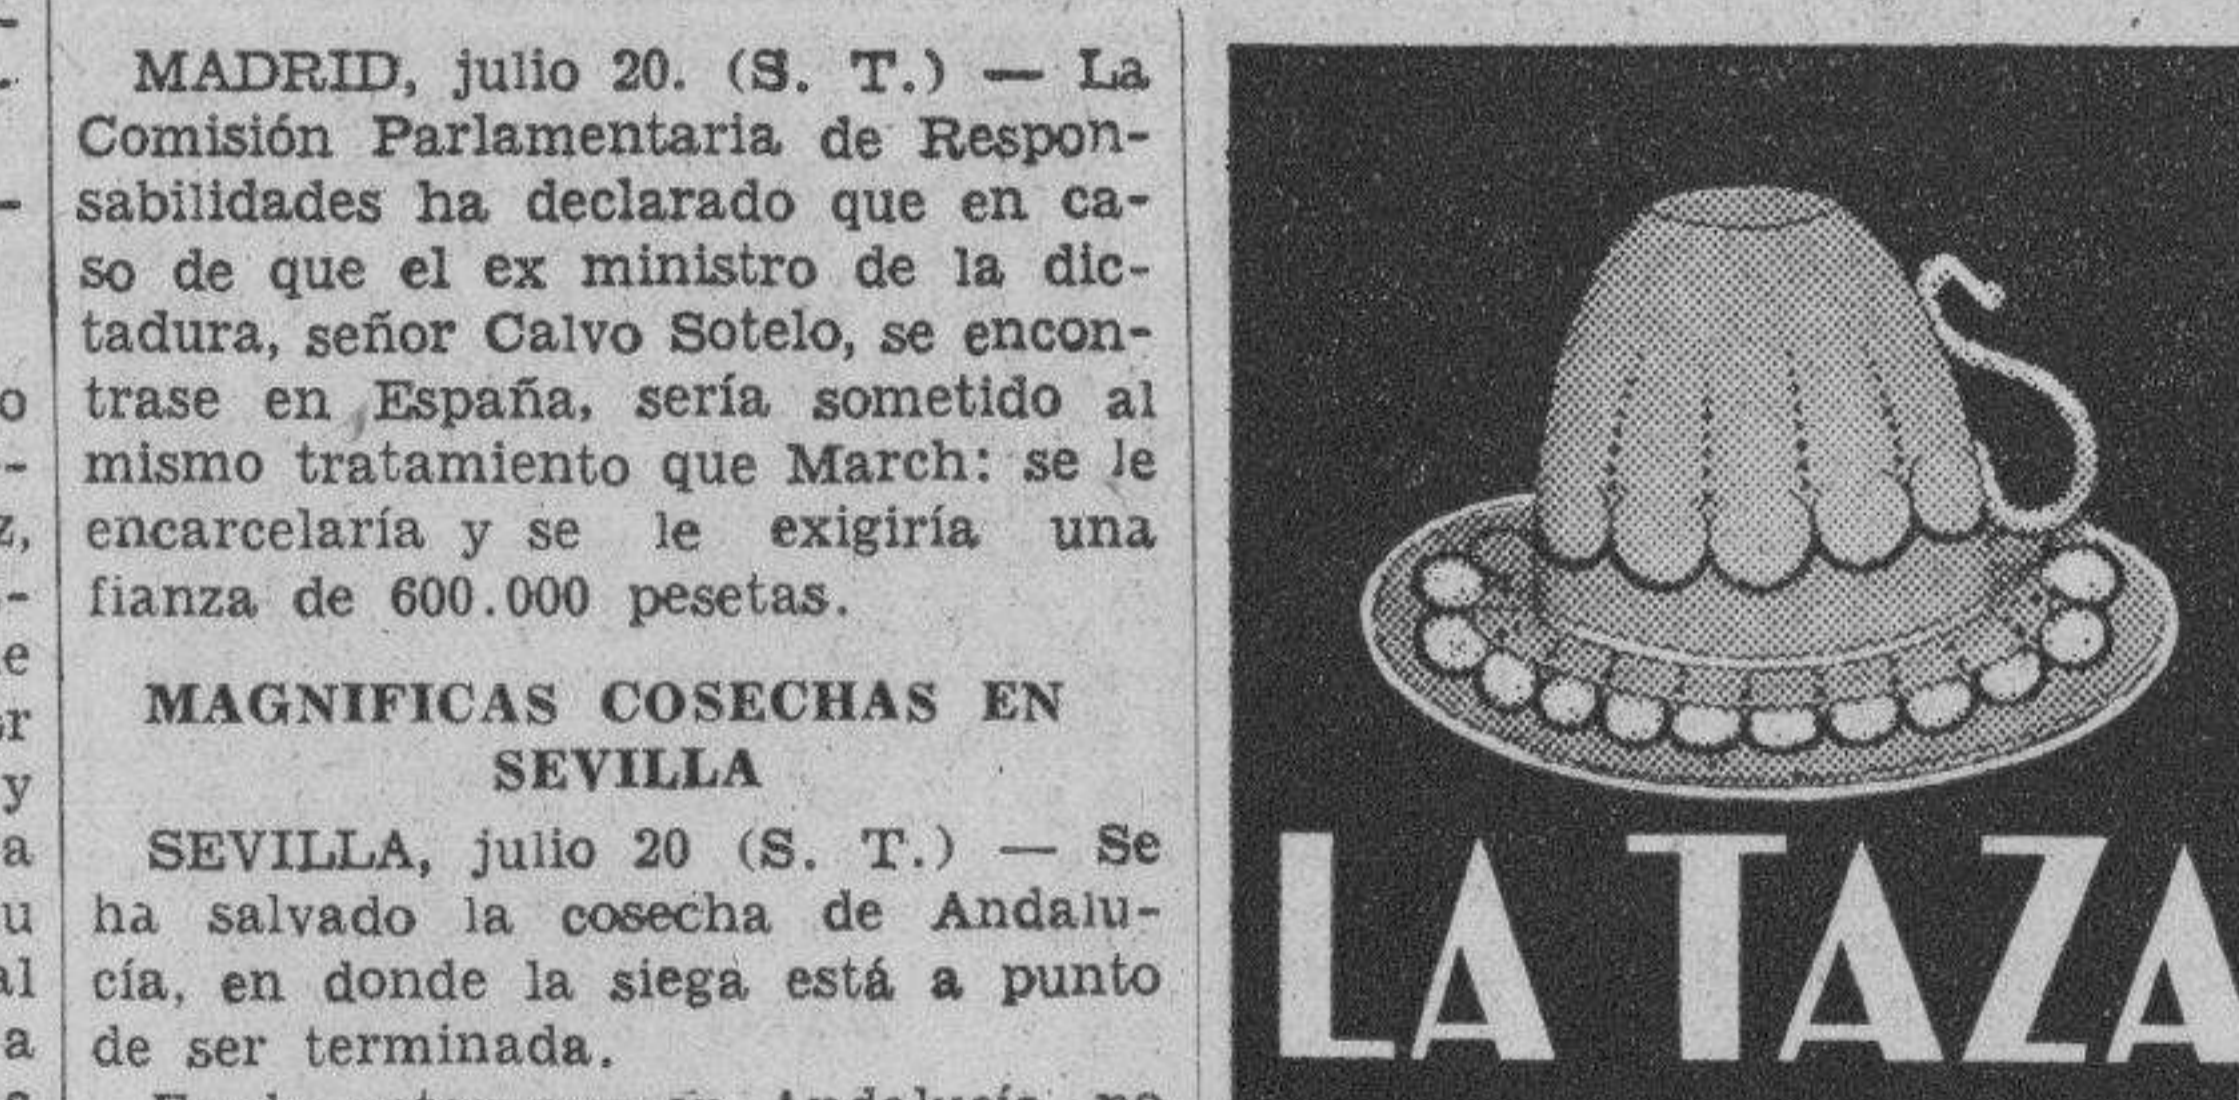 MADRID, julio 20. (S. T.) — La
Comisión Parlamentaria de Respon-
sabilidades ha declarado que en ca-
so de que el ex ministro de la dic-
tadura, señor Calvo Sotelo, se encon-
trase en España, sería sometido al
mismo tratamiento que March: se le
encarcelaría y se le exigiría una
fianza de 600.000 pesetas.
MAGNIFICAS COSECHAS EN
SEVILLA
SEVILLA, julio 20 (S. T.) — Se
ha salvado la cosecha de Andalu-
cía, en donde la siega está a punto
de ser terminada.
LA TAZA